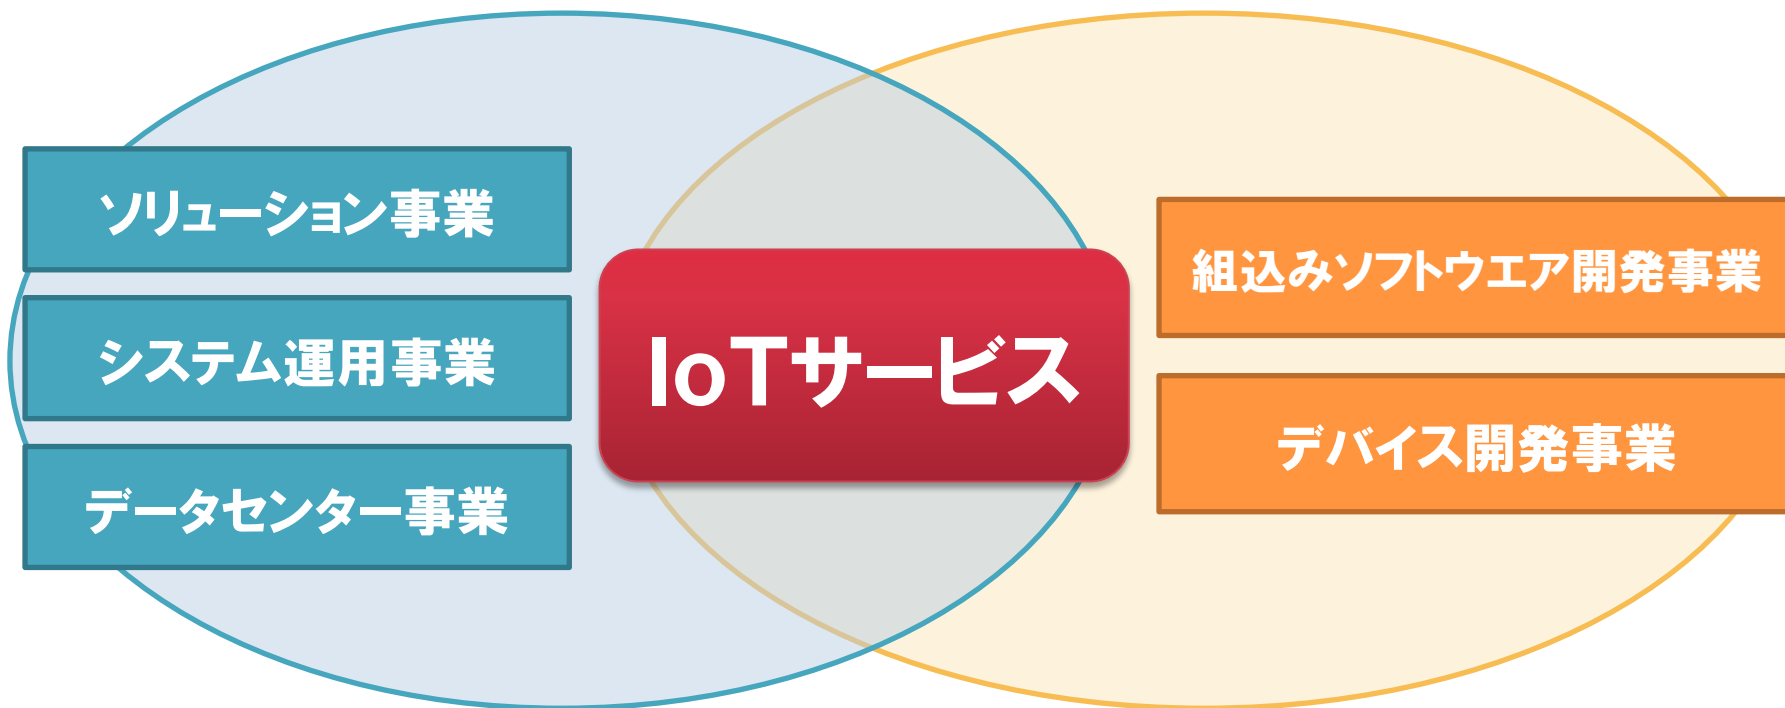 ソリューション事業
システム運用事業
データセンター事業
IoTサービス
組込みソフトウエア開発事業
デバイス開発事業